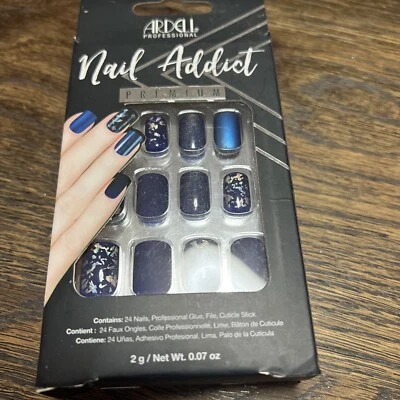 ARDELL
PROFESSIONAL
Nail Addict
PREMIUM
Contains: 24 Nails, Professional Glue, File, Cuticle Stick
Contient : 24 Faux Ongles, Colle Professionnelle, Lime, Bâton de Cuticule
Contiene: 24 Uñas, Adhesivo Profesional, Lima, Palo de la Cutícula
2 g / Net Wt. 0.07 oz